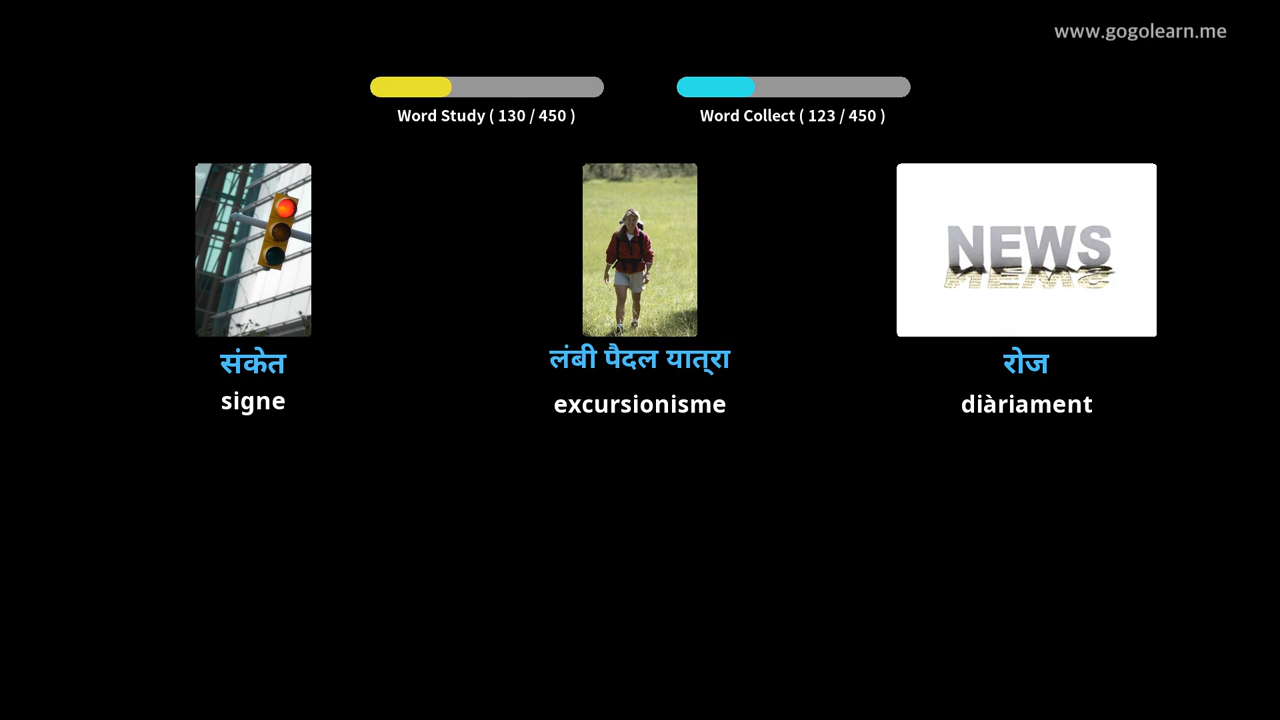 www.gogolearn.me
Word Study ( 130 / 450 )
Word Collect ( 123 / 450 )
NEWS
संकेत
लंबी पैदल यात्रा
रोज
signe
excursionisme
diàriament